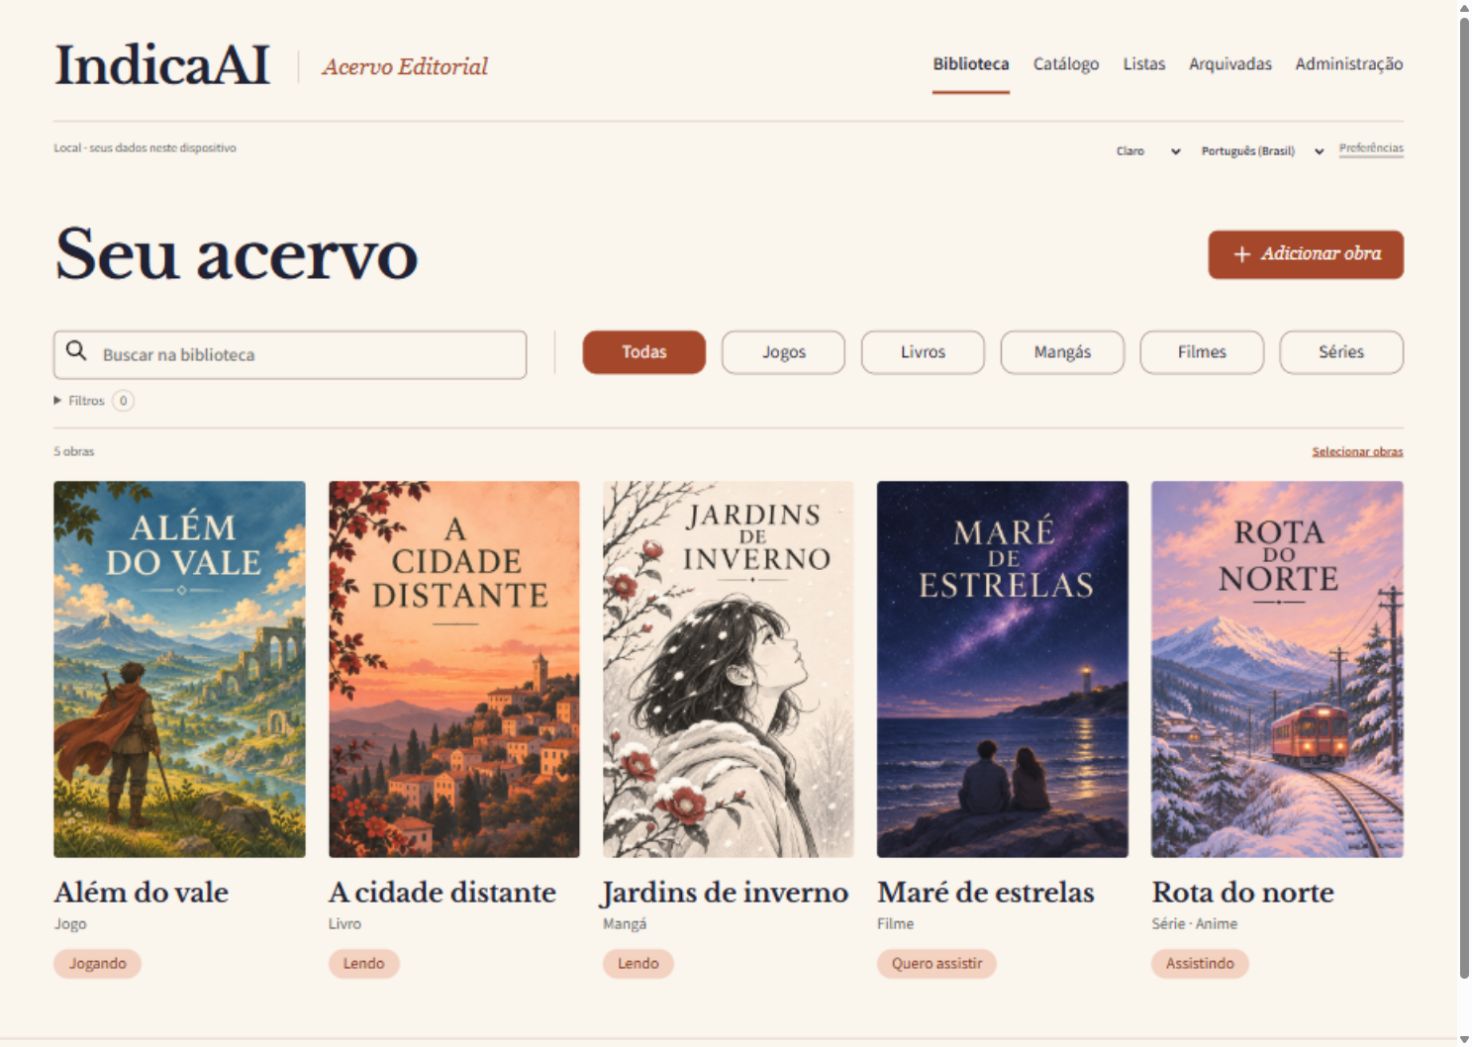 IndicaAI
Acervo Editorial
Biblioteca
Catálogo
Listas
Arquivadas
Administração
Local · seus dados neste dispositivo
Claro
Português (Brasil)
Preferências
Seu acervo
+ Adicionar obra
Buscar na biblioteca
Todas
Jogos
Livros
Mangás
Filmes
Séries
Filtros 0
5 obras
Selecionar obras
ALÉM
DO VALE
A
CIDADE
DISTANTE
JARDINS
DE
INVERNO
MARÉ
DE
ESTRELAS
ROTA
DO
NORTE
Além do vale
Jogo
Jogando
A cidade distante
Livro
Lendo
Jardins de inverno
Mangá
Lendo
Maré de estrelas
Filme
Quero assistir
Rota do norte
Série · Anime
Assistindo